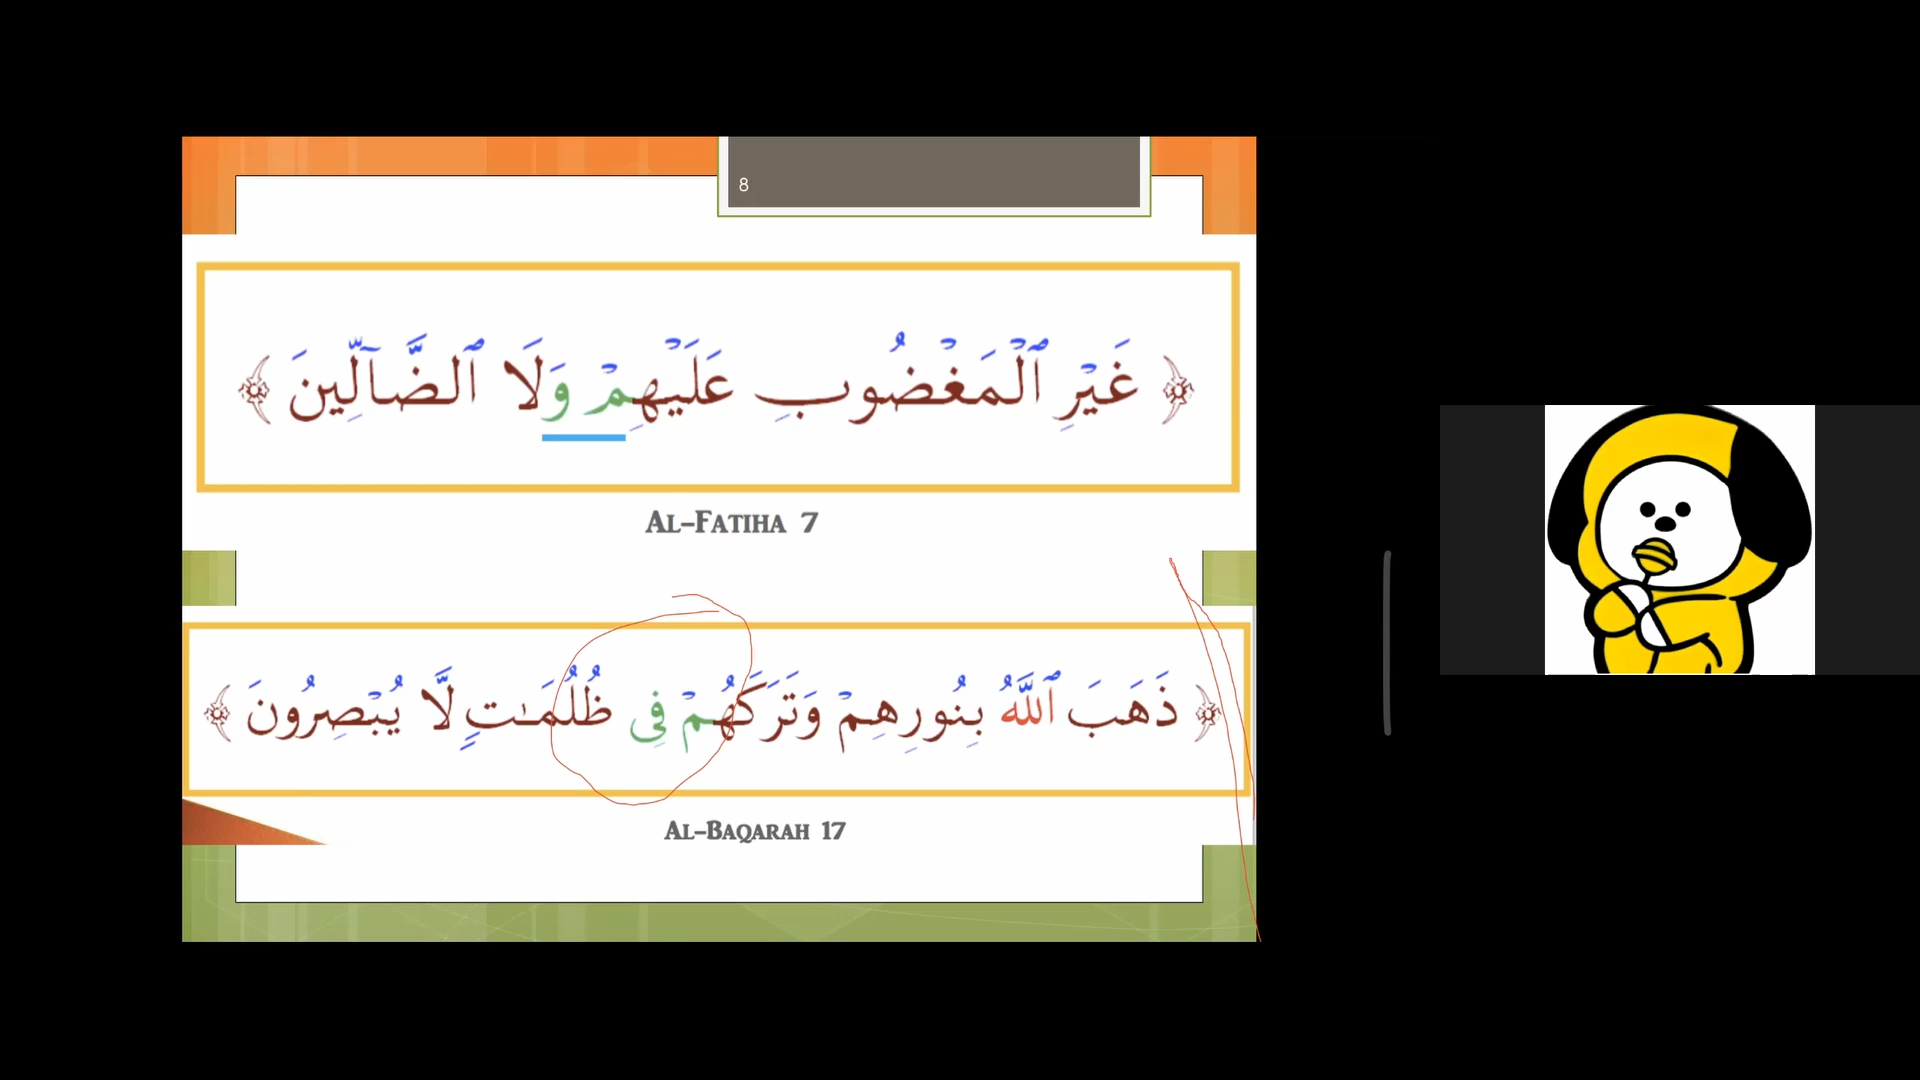 8
﴿ غَيْرِ ٱلْمَغْضُوبِ عَلَيْهِمْ وَلَا ٱلضَّآلِّينَ ﴾
AL-FATIHA 7
﴿ ذَهَبَ ٱللَّهُ بِنُورِهِمْ وَتَرَكَهُمْ فِى ظُلُمَـٰتٍ لَّا يُبْصِرُونَ ﴾
AL-BAQARAH 17